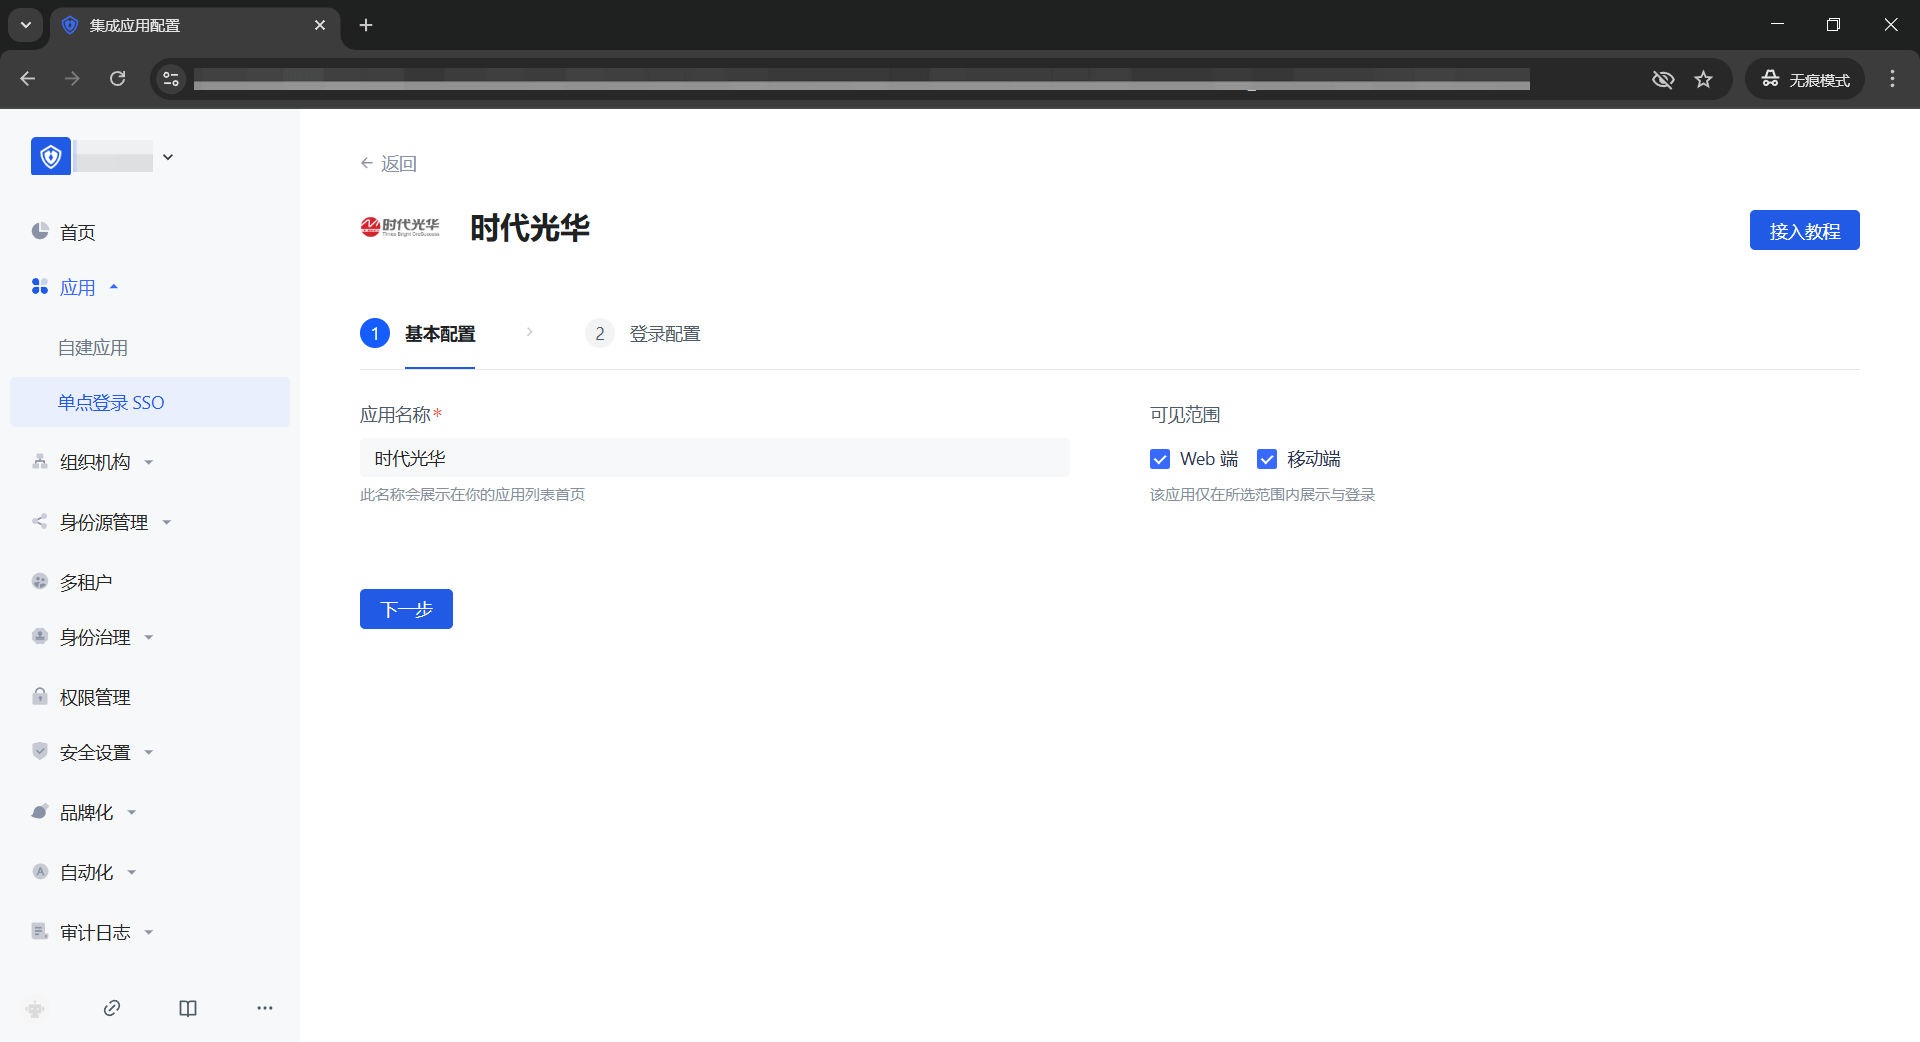 集成应用配置
无痕模式
返回
时代光华
时代光华
接入教程
1 基本配置
2 登录配置
应用名称*
时代光华
此名称会展示在你的应用列表首页
可见范围
Web 端 移动端
该应用仅在所选范围内展示与登录
下一步
首页
应用
自建应用
单点登录 SSO
组织机构
身份源管理
多租户
身份治理
权限管理
安全设置
品牌化
自动化
审计日志